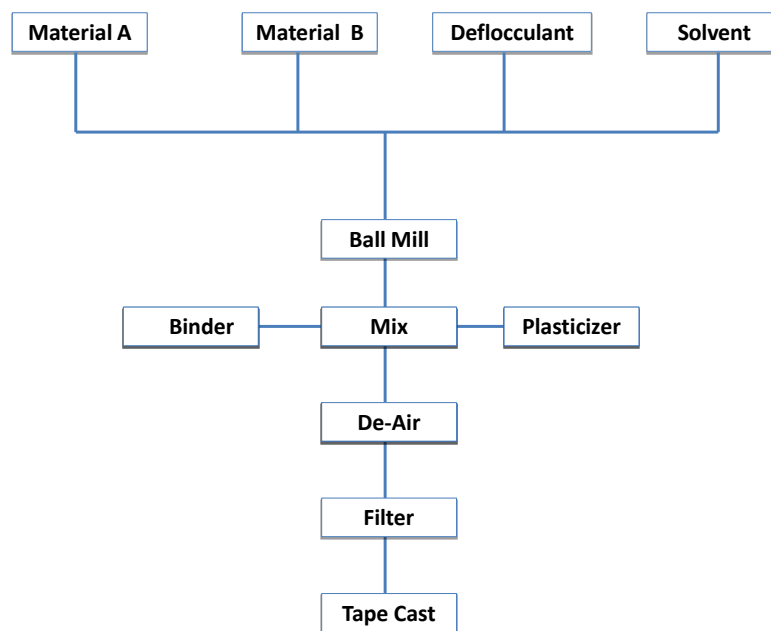 Material A
Material B
Deflocculant
Solvent
Ball Mill
Binder
Mix
Plasticizer
De-Air
Filter
Tape Cast